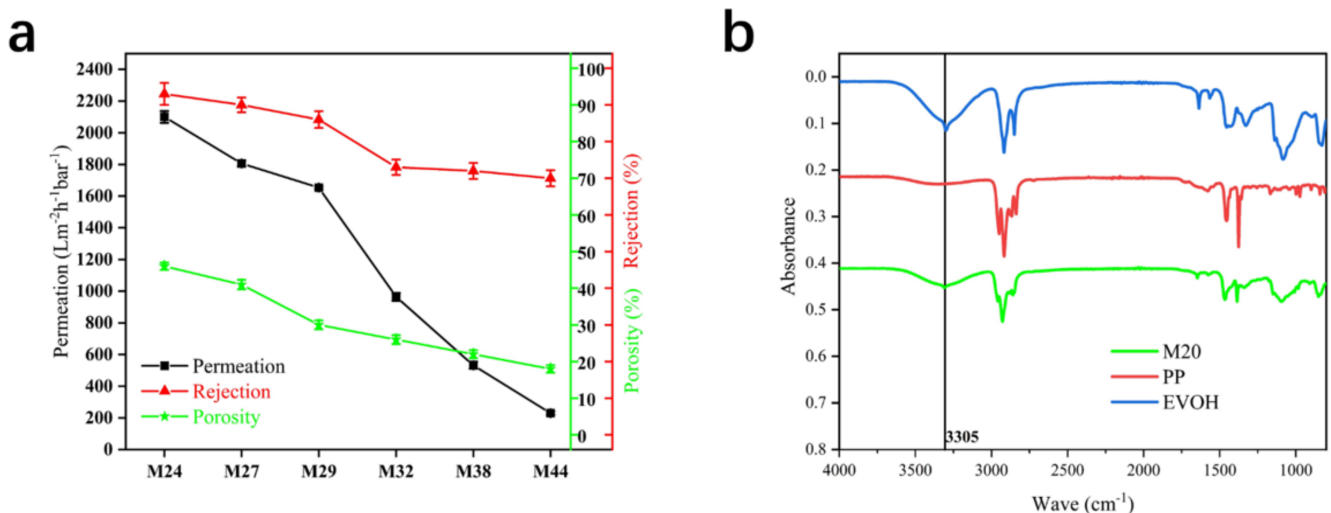 a
Permeation (Lm⁻²h⁻¹bar⁻¹)
2400
2200
2000
1800
1600
1400
1200
1000
800
600
400
200
0
M24 M27 M29 M32 M38 M44
Permeation
Rejection
Porosity
100
90
80
70
60
50
40
30
20
10
0
Rejection (%)
Porosity (%)
b
Absorbance
0.0
0.1
0.2
0.3
0.4
0.5
0.6
0.7
0.8
M20
PP
EVOH
3305
4000 3500 3000 2500 2000 1500 1000
Wave (cm⁻¹)